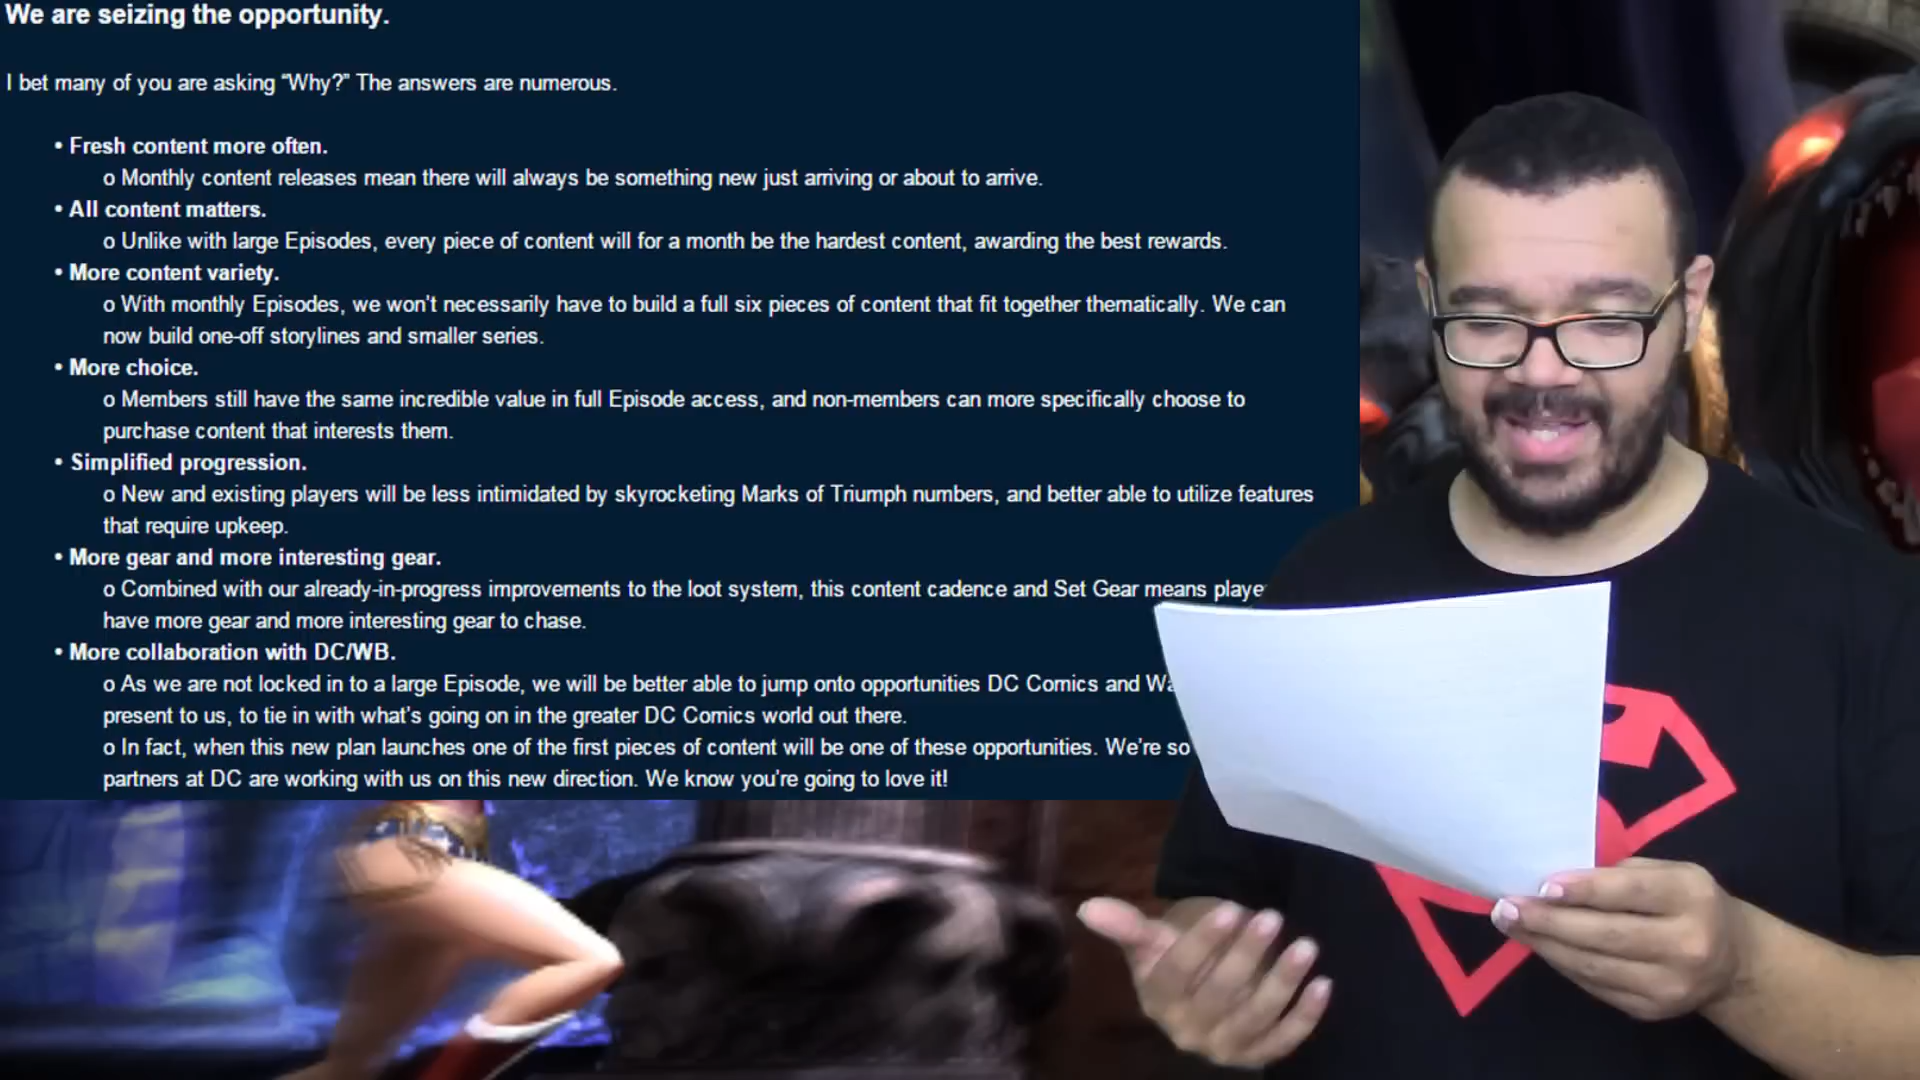 We are seizing the opportunity.
I bet many of you are asking “Why?” The answers are numerous.
• Fresh content more often.
o Monthly content releases mean there will always be something new just arriving or about to arrive.
• All content matters.
o Unlike with large Episodes, every piece of content will for a month be the hardest content, awarding the best rewards.
• More content variety.
o With monthly Episodes, we won't necessarily have to build a full six pieces of content that fit together thematically. We can
now build one-off storylines and smaller series.
• More choice.
o Members still have the same incredible value in full Episode access, and non-members can more specifically choose to
purchase content that interests them.
• Simplified progression.
o New and existing players will be less intimidated by skyrocketing Marks of Triumph numbers, and better able to utilize features
that require upkeep.
• More gear and more interesting gear.
o Combined with our already-in-progress improvements to the loot system, this content cadence and Set Gear means
have more gear and more interesting gear to chase.
• More collaboration with DC/WB.
o As we are not locked in to a large Episode, we will be better able to jump onto opportunities DC Comics and
present to us, to tie in with what's going on in the greater DC Comics world out there.
o In fact, when this new plan launches one of the first pieces of content will be one of these opportunities. We're so
partners at DC are working with us on this new direction. We know you're going to love it!